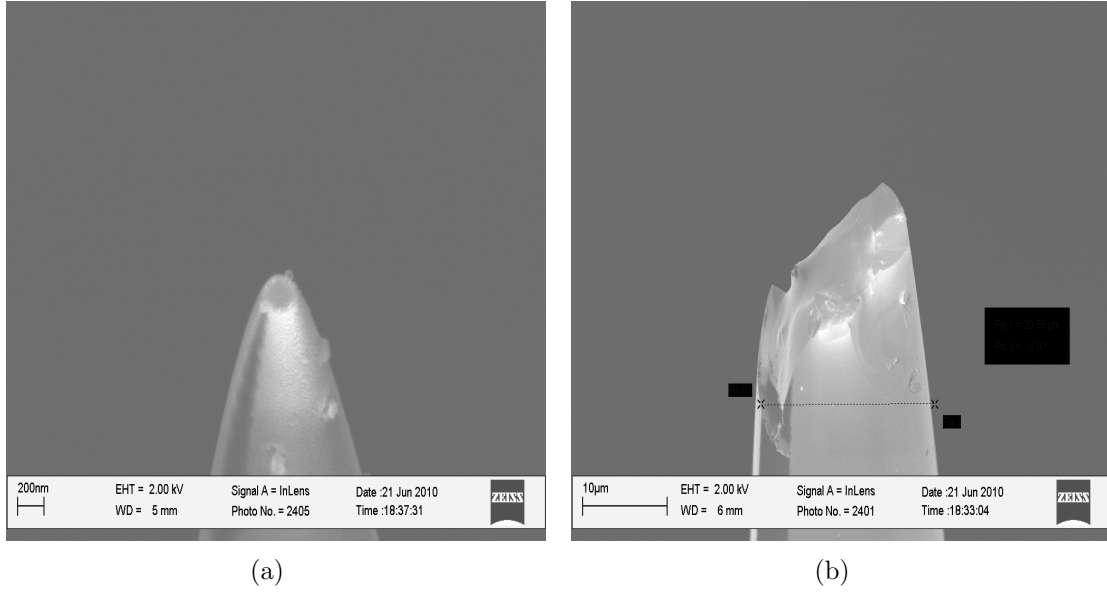 200nm
EHT = 2.00 kV
WD = 5 mm
Signal A = InLens
Photo No. = 2405
Date :21 Jun 2010
Time :18:37:31
ZEISS
10µm
EHT = 2.00 kV
WD = 6 mm
Signal A = InLens
Photo No. = 2401
Date :21 Jun 2010
Time :18:33:04
ZEISS
(a)
(b)